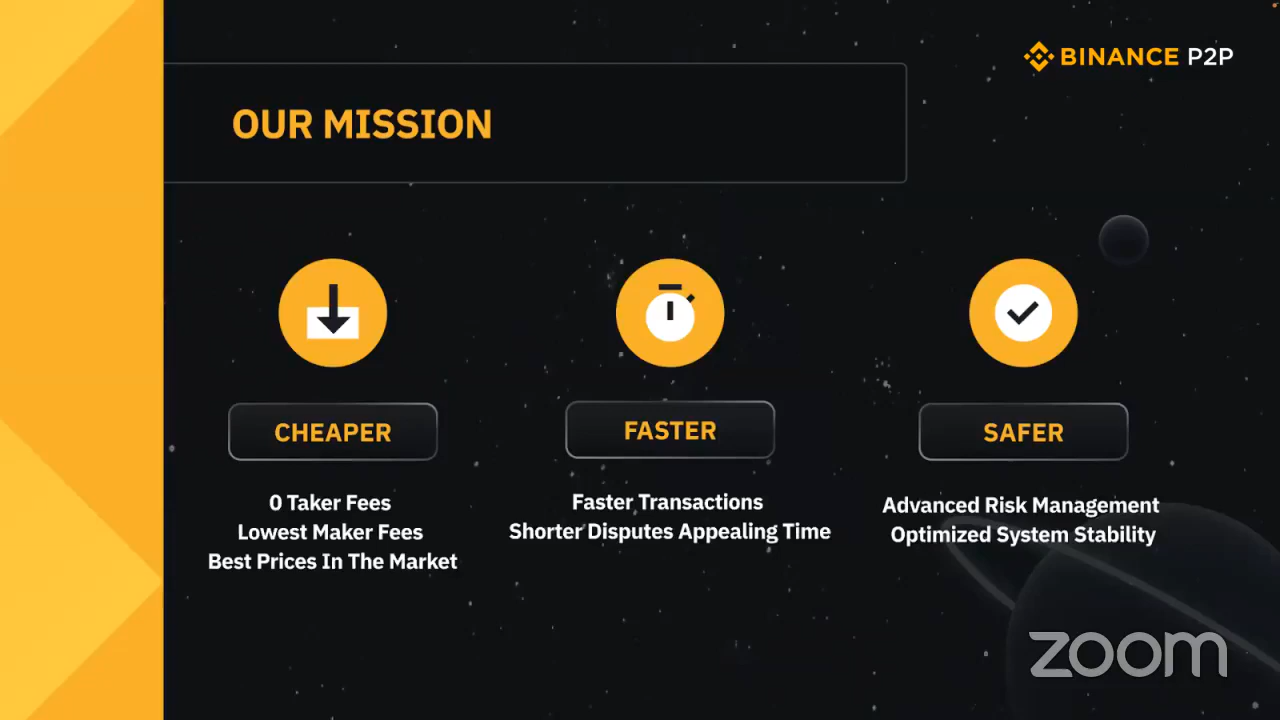 BINANCE P2P
OUR MISSION
CHEAPER
0 Taker Fees
Lowest Maker Fees
Best Prices In The Market
FASTER
Faster Transactions
Shorter Disputes Appealing Time
SAFER
Advanced Risk Management
Optimized System Stability
zoom